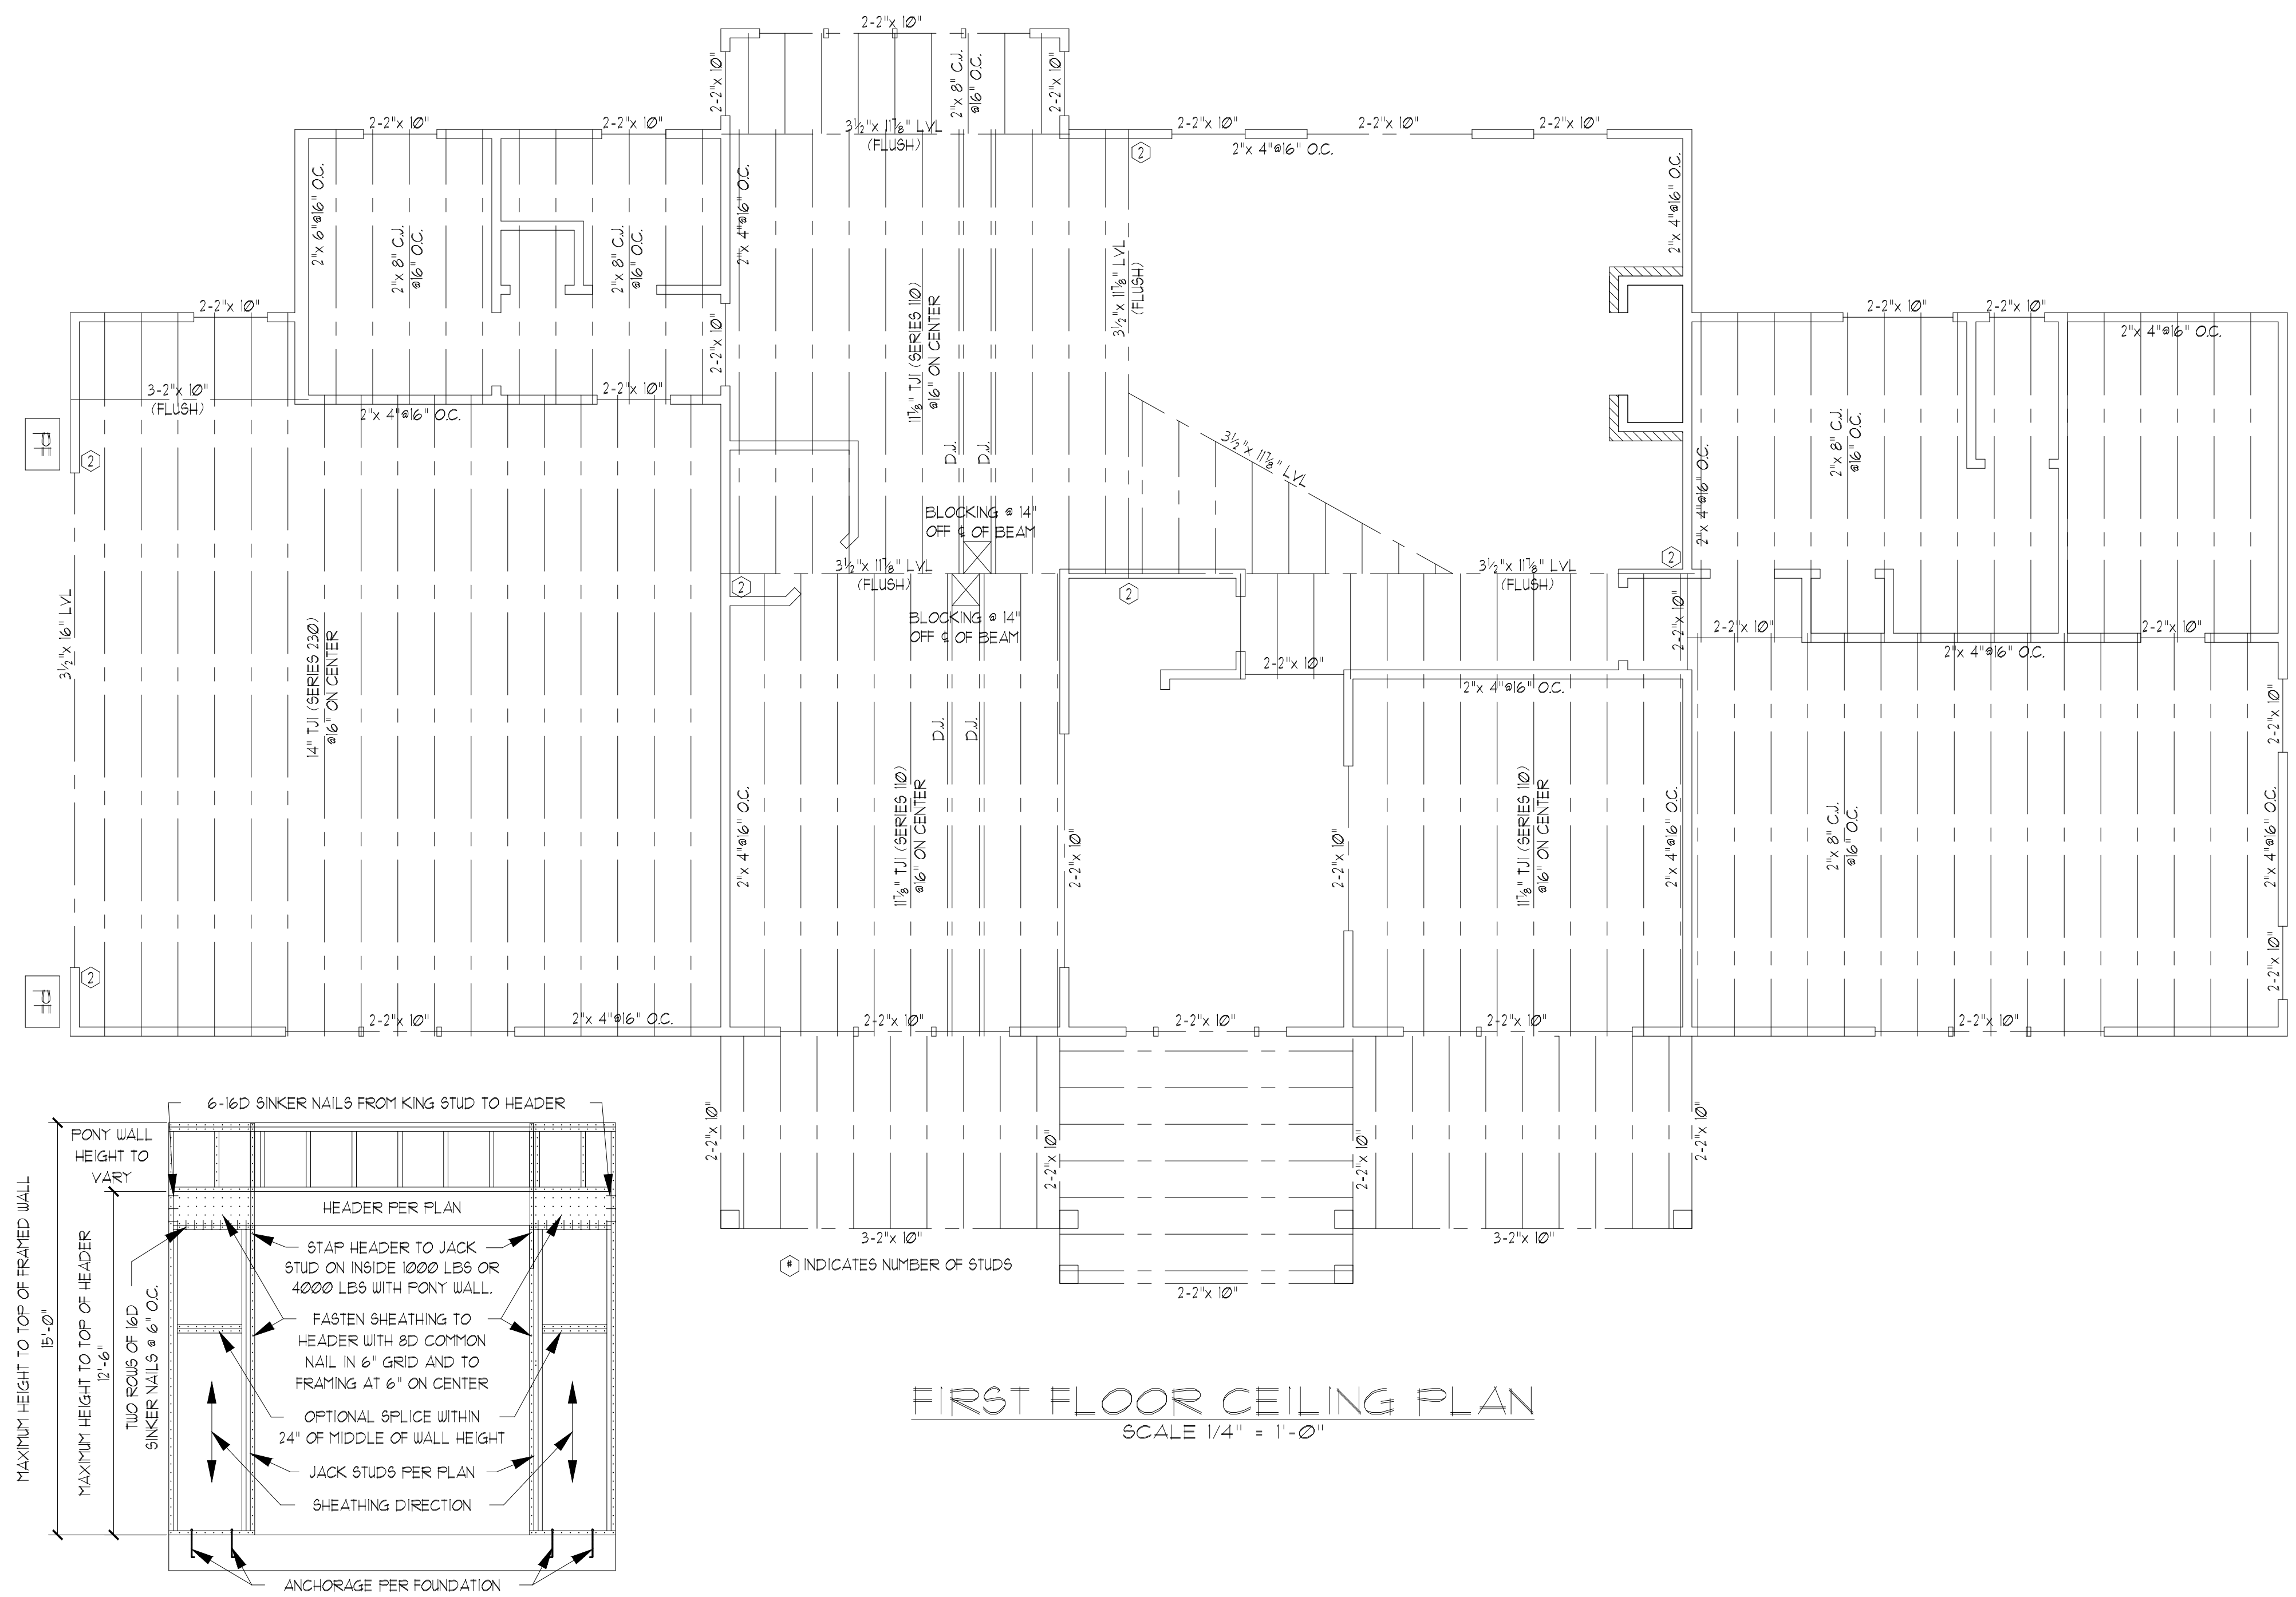 2-2"x 10"
2-2"x 10"
2"x 8" C.J.
@16" O.C.
2-2"x 10"
2-2"x 10"
2-2"x 10"
3½"x 11⅞" LVL
(FLUSH)
2-2"x 10"
2-2"x 10"
2-2"x 10"
2"x 4"@16" O.C.
2
2"x 6"@16" O.C.
2"x 8" C.J.
@16" O.C.
2"x 8" C.J.
@16" O.C.
2"x 4"@16" O.C.
2"x 4"@16" O.C.
3½"x 11⅞" LVL
(FLUSH)
2-2"x 10"
2-2"x 10"
2-2"x 10"
2"x 4"@16" O.C.
2-2"x 10"
11⅞" TJI (SERIES 110)
@16" ON CENTER
3-2"x 10"
(FLUSH)
2-2"x 10"
2"x 4"@16" O.C.
PF
2
D.J.
D.J.
3½"x 11⅞" LVL
2"x 8" C.J.
@16" O.C.
2"x 4"@16" O.C.
BLOCKING @ 14"
OFF ℄ OF BEAM
3½"x 11⅞" LVL
(FLUSH)
3½"x 11⅞" LVL
(FLUSH)
2
2
2
BLOCKING @ 14"
OFF ℄ OF BEAM
3½"x 16" LVL
14" TJI (SERIES 230)
@16" ON CENTER
2-2"x 10"
2-2"x 10"
2-2"x 10"
2"x 4"@16" O.C.
2-2"x 10"
2"x 4"@16" O.C.
D.J.
D.J.
2-2"x 10"
2"x 4"@16" O.C.
11⅞" TJI (SERIES 110)
@16" ON CENTER
2-2"x 10"
2-2"x 10"
11⅞" TJI (SERIES 110)
@16" ON CENTER
2"x 4"@16" O.C.
2"x 8" C.J.
@16" O.C.
2"x 4"@16" O.C.
2-2"x 10"
PF
2
2-2"x 10"
2"x 4"@16" O.C.
2-2"x 10"
2-2"x 10"
2-2"x 10"
2-2"x 10"
2-2"x 10"
2-2"x 10"
2-2"x 10"
2-2"x 10"
3-2"x 10"
3-2"x 10"
# INDICATES NUMBER OF STUDS
2-2"x 10"
6-16D SINKER NAILS FROM KING STUD TO HEADER
PONY WALL
HEIGHT TO
VARY
MAXIMUM HEIGHT TO TOP OF FRAMED WALL
15'-0"
MAXIMUM HEIGHT TO TOP OF HEADER
12'-6"
TWO ROWS OF 16D
SINKER NAILS @ 6" O.C.
HEADER PER PLAN
STAP HEADER TO JACK
STUD ON INSIDE 1000 LBS OR
4000 LBS WITH PONY WALL.
FASTEN SHEATHING TO
HEADER WITH 8D COMMON
NAIL IN 6" GRID AND TO
FRAMING AT 6" ON CENTER
OPTIONAL SPLICE WITHIN
24" OF MIDDLE OF WALL HEIGHT
JACK STUDS PER PLAN
SHEATHING DIRECTION
ANCHORAGE PER FOUNDATION
FIRST FLOOR CEILING PLAN
SCALE 1/4" = 1'-0"